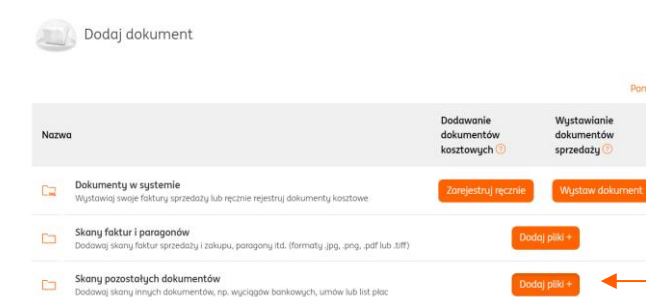 Dodaj dokument
Pon
Nazwa
Dodawanie dokumentów kosztowych ?
Wystawianie dokumentów sprzedaży ?
Dokumenty w systemie
Wystawiaj swoje faktury sprzedaży lub ręcznie rejestruj dokumenty kosztowe
Zarejestruj ręcznie
Wystaw dokument
Skany faktur i paragonów
Dodawaj skany faktur sprzedaży i zakupu, paragony itd. (formaty .jpg, .png, .pdf lub .tiff)
Dodaj pliki +
Skany pozostałych dokumentów
Dodawaj skany innych dokumentów, np. wyciągów bankowych, umów lub list płac
Dodaj pliki +